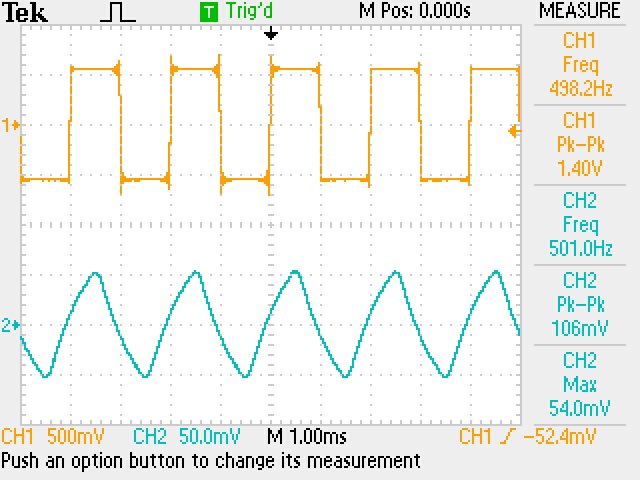 Tek T Trig'd M Pos: 0.000s MEASURE
CH1
Freq
498.2Hz
1
CH1
Pk-Pk
1.40V
CH2
Freq
501.0Hz
CH2
Pk-Pk
106mV
2
CH2
Max
54.0mV
CH1 500mV CH2 50.0mV M 1.00ms CH1 -52.4mV
Push an option button to change its measurement